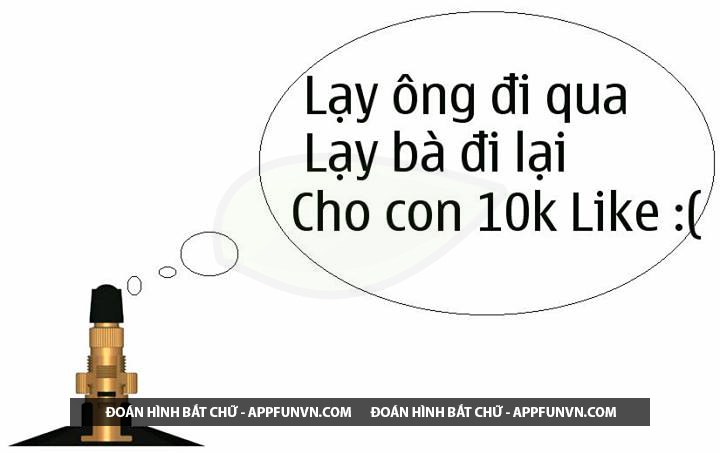 Lạy ông đi qua
Lạy bà đi lại
Cho con 10k Like :(
ĐOÁN HÌNH BẮT CHỮ - APPFUNVN.COM ĐOÁN HÌNH BẮT CHỮ - APPFUNVN.COM